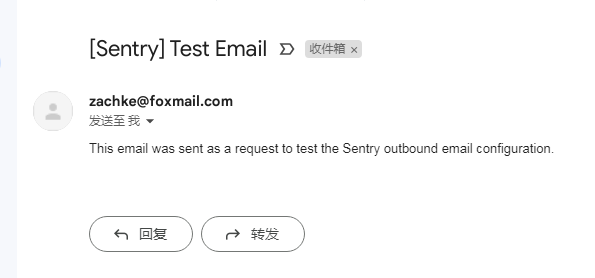 [Sentry] Test Email 收件箱 ×
zachke@foxmail.com
发送至 我
This email was sent as a request to test the Sentry outbound email configuration.
回复 转发